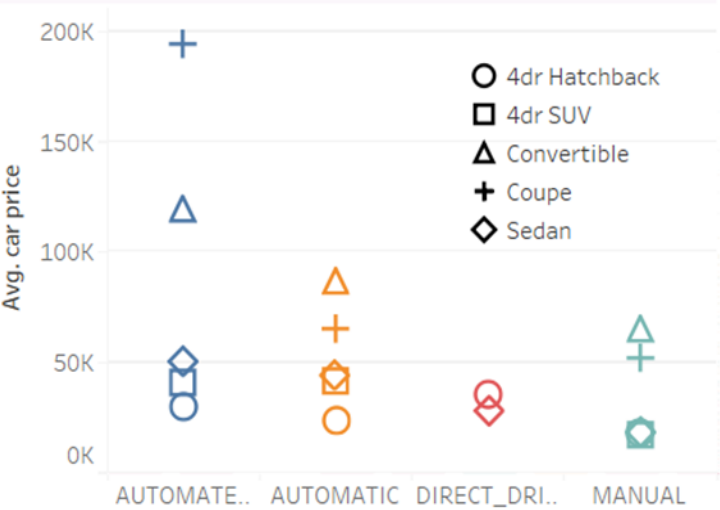 200K
150K
100K
50K
0K
Avg. car price
4dr Hatchback
4dr SUV
Convertible
Coupe
Sedan
AUTOMATE.. AUTOMATIC DIRECT_DRI.. MANUAL